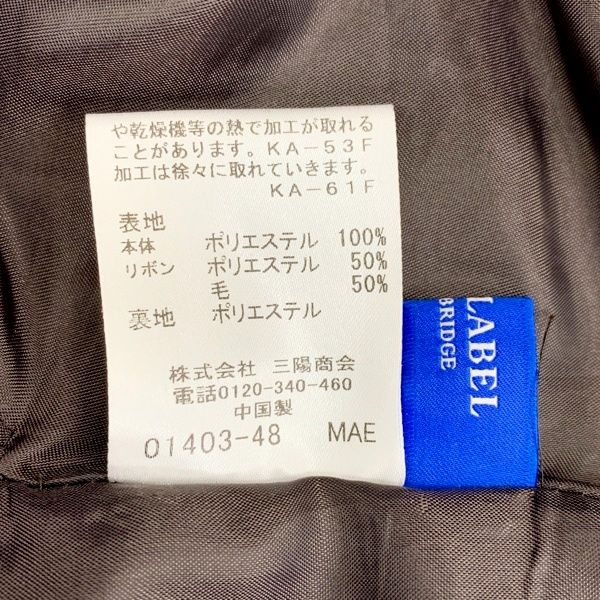 や乾燥機等の熱で加工が取れる
ことがあります。KA-53F
加工は徐々に取れていきます。
KA-61F
表地
本体 ポリエステル 100%
リボン ポリエステル 50%
毛 50%
裏地 ポリエステル
株式会社 三陽商会
電話0120-340-460
中国製
01403-48 MAE
LABEL
BRIDGE